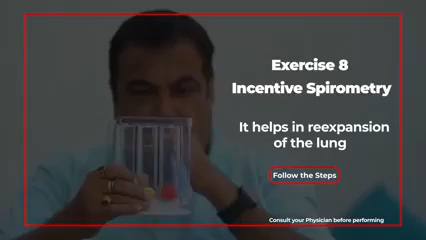 Exercise 8
Incentive Spirometry
It helps in reexpansion
of the lung
Follow the Steps
Consult your Physician before performing